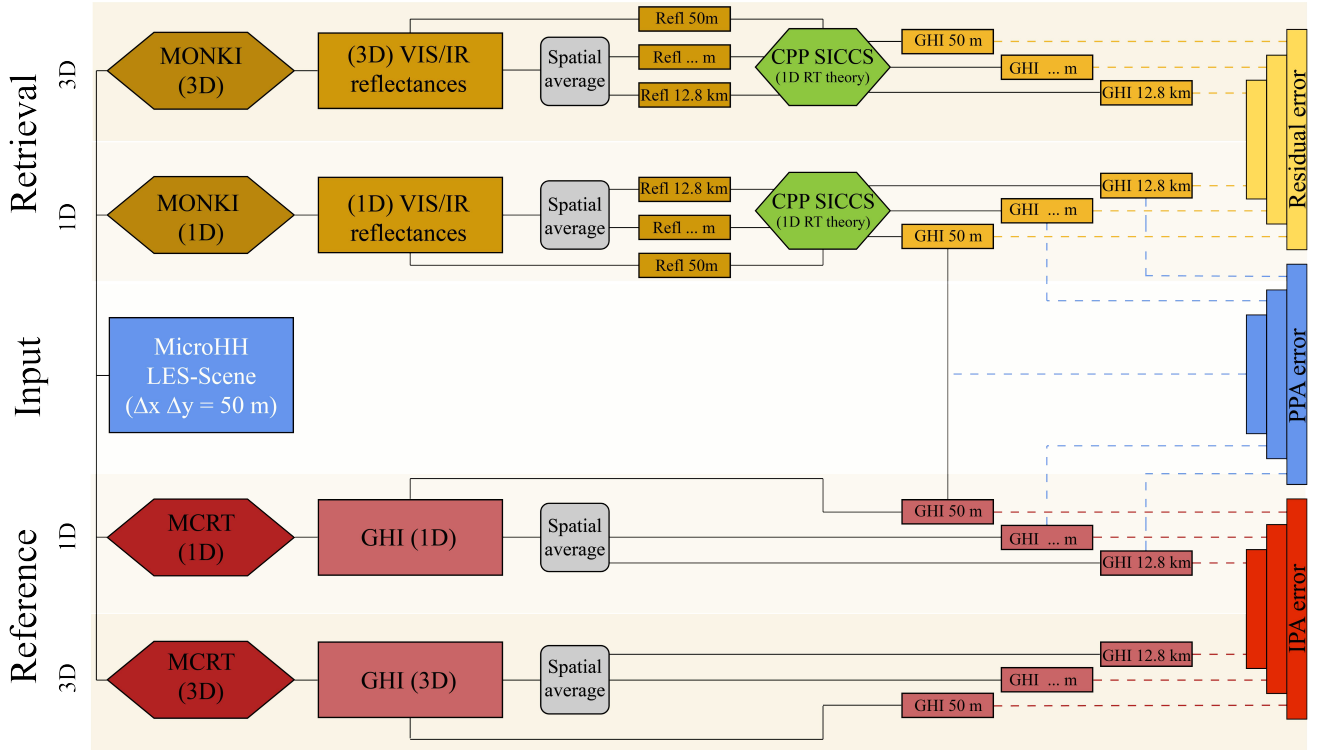 Retrieval
3D
MONKI
(3D)
(3D) VIS/IR
reflectances
Spatial
average
Refl 50m
Refl ... m
Refl 12.8 km
CPP SICCS
(1D RT theory)
GHI 50 m
GHI ... m
GHI 12.8 km
Residual error
1D
MONKI
(1D)
(1D) VIS/IR
reflectances
Spatial
average
Refl 12.8 km
Refl ... m
Refl 50m
CPP SICCS
(1D RT theory)
GHI 12.8 km
GHI ... m
GHI 50 m
Input
MicroHH
LES-Scene
(Δx Δy = 50 m)
PPA error
Reference
1D
MCRT
(1D)
GHI (1D)
Spatial
average
GHI 50 m
GHI ... m
GHI 12.8 km
IPA error
3D
MCRT
(3D)
GHI (3D)
Spatial
average
GHI 12.8 km
GHI ... m
GHI 50 m